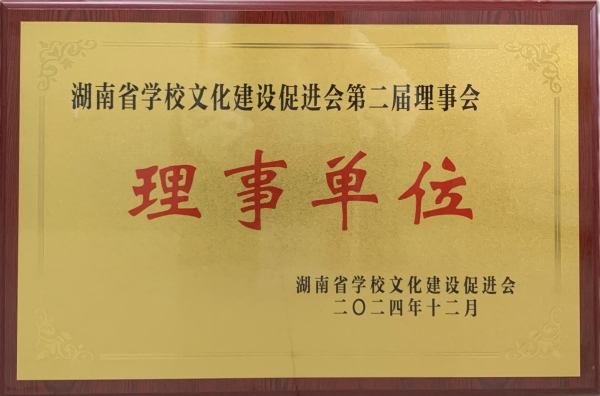 湖南省学校文化建设促进会第二届理事会
理事单位
湖南省学校文化建设促进会
二〇二四年十二月